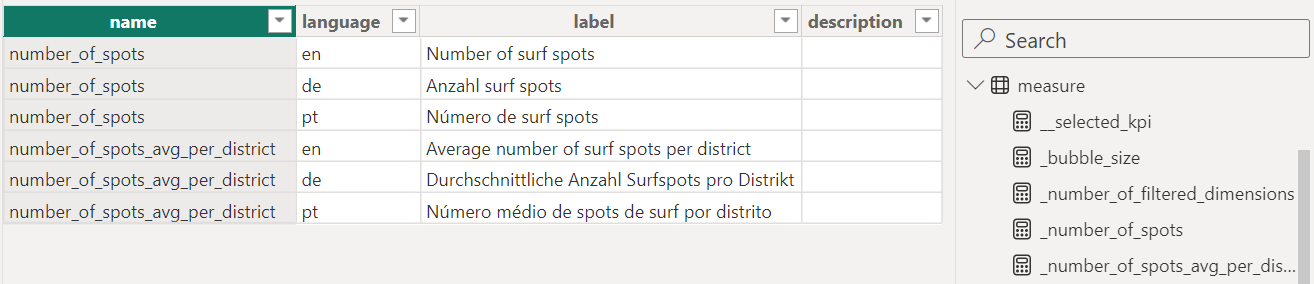 name language label description
number_of_spots en Number of surf spots
number_of_spots de Anzahl surf spots
number_of_spots pt Número de surf spots
number_of_spots_avg_per_district en Average number of surf spots per district
number_of_spots_avg_per_district de Durchschnittliche Anzahl Surfspots pro Distrikt
number_of_spots_avg_per_district pt Número médio de spots de surf por distrito
Search
measure
__selected_kpi
_bubble_size
_number_of_filtered_dimensions
_number_of_spots
_number_of_spots_avg_per_dis...